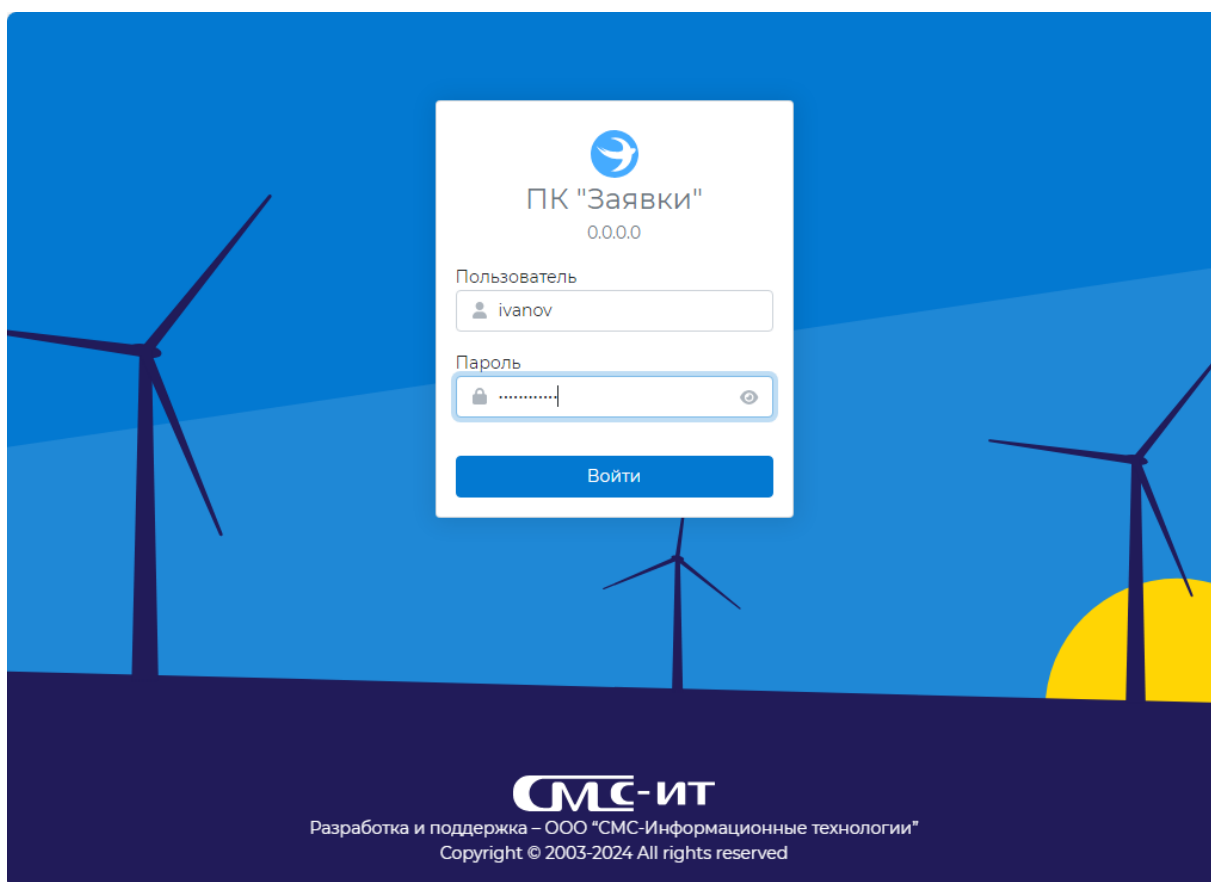 ПК "Заявки"
0.0.0.0
Пользователь
ivanov
Пароль
............
Войти
СМС-ИТ
Разработка и поддержка – ООО “СМС-Информационные технологии”
Copyright © 2003-2024 All rights reserved